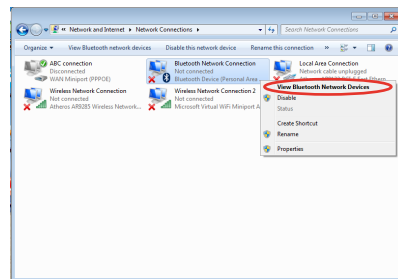 « Network and Internet ▸ Network Connections ▸
Search Network Connections
Organize ▾ View Bluetooth network devices Disable this network device Rename this connection »
ABC connection
Disconnected
WAN Miniport (PPPOE)
Bluetooth Network Connection
Not connected
Bluetooth Device (Personal Area ...
Local Area Connection
Network cable unplugged
Wireless Network Connection
Not connected
Atheros AR9285 Wireless Network...
Wireless Network Connection 2
Not connected
Microsoft Virtual WiFi Miniport A
View Bluetooth Network Devices
Disable
Status
Create Shortcut
Rename
Properties